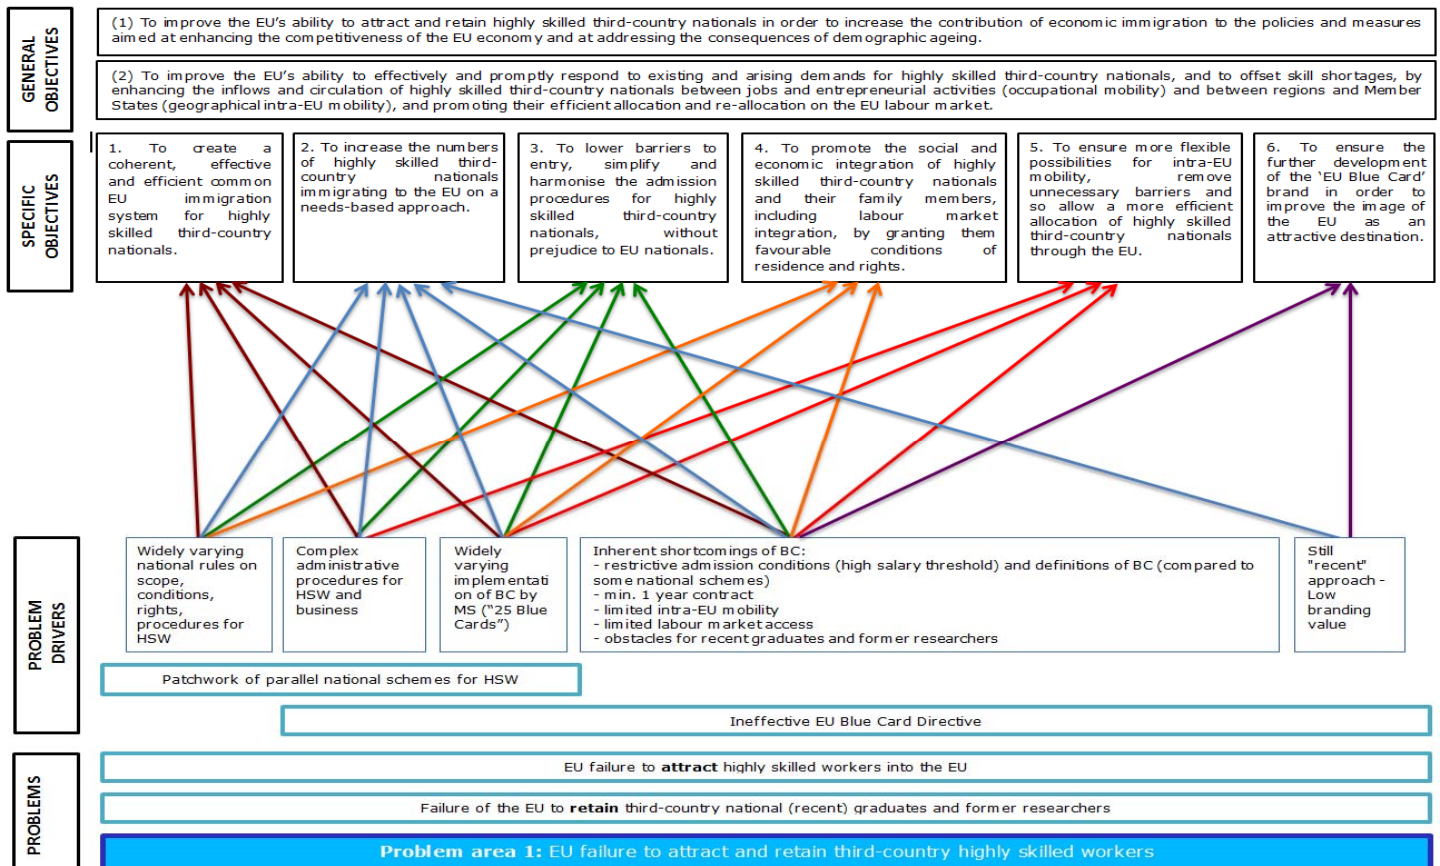 GENERAL
OBJECTIVES
(1) To improve the EU’s ability to attract and retain highly skilled third-country nationals in order to increase the contribution of economic immigration to the policies and measures
aimed at enhancing the competitiveness of the EU economy and at addressing the consequences of demographic ageing.
(2) To improve the EU’s ability to effectively and promptly respond to existing and arising demands for highly skilled third-country nationals, and to offset skill shortages, by
enhancing the inflows and circulation of highly skilled third-country nationals between jobs and entrepreneurial activities (occupational mobility) and between regions and Member
States (geographical intra-EU mobility), and promoting their efficient allocation and re-allocation on the EU labour market.
SPECIFIC
OBJECTIVES
1. To create a
coherent, effective
and efficient common
EU immigration
system for highly
skilled third-country
nationals.
2. To increase the numbers
of highly skilled third-
country nationals
immigrating to the EU on a
needs-based approach.
3. To lower barriers to
entry, simplify and
harmonise the admission
procedures for highly
skilled third-country
nationals, without
prejudice to EU nationals.
4. To promote the social and
economic integration of highly
skilled third-country nationals
and their family members,
including labour market
integration, by granting them
favourable conditions of
residence and rights.
5. To ensure more flexible
possibilities for intra-EU
mobility, remove
unnecessary barriers and
so allow a more efficient
allocation of highly skilled
third-country nationals
through the EU.
6. To ensure the
further development
of the ‘EU Blue Card’
brand in order to
improve the image of
the EU as an
attractive destination.
PROBLEM
DRIVERS
Widely varying
national rules on
scope,
conditions,
rights,
procedures for
HSW
Complex
administrative
procedures for
HSW and
business
Widely
varying
implementati
on of BC by
MS (“25 Blue
Cards”)
Inherent shortcomings of BC:
- restrictive admission conditions (high salary threshold) and definitions of BC (compared to
some national schemes)
- min. 1 year contract
- limited intra-EU mobility
- limited labour market access
- obstacles for recent graduates and former researchers
Still
"recent"
approach -
Low
branding
value
Patchwork of parallel national schemes for HSW
Ineffective EU Blue Card Directive
PROBLEMS
EU failure to attract highly skilled workers into the EU
Failure of the EU to retain third-country national (recent) graduates and former researchers
Problem area 1: EU failure to attract and retain third-country highly skilled workers